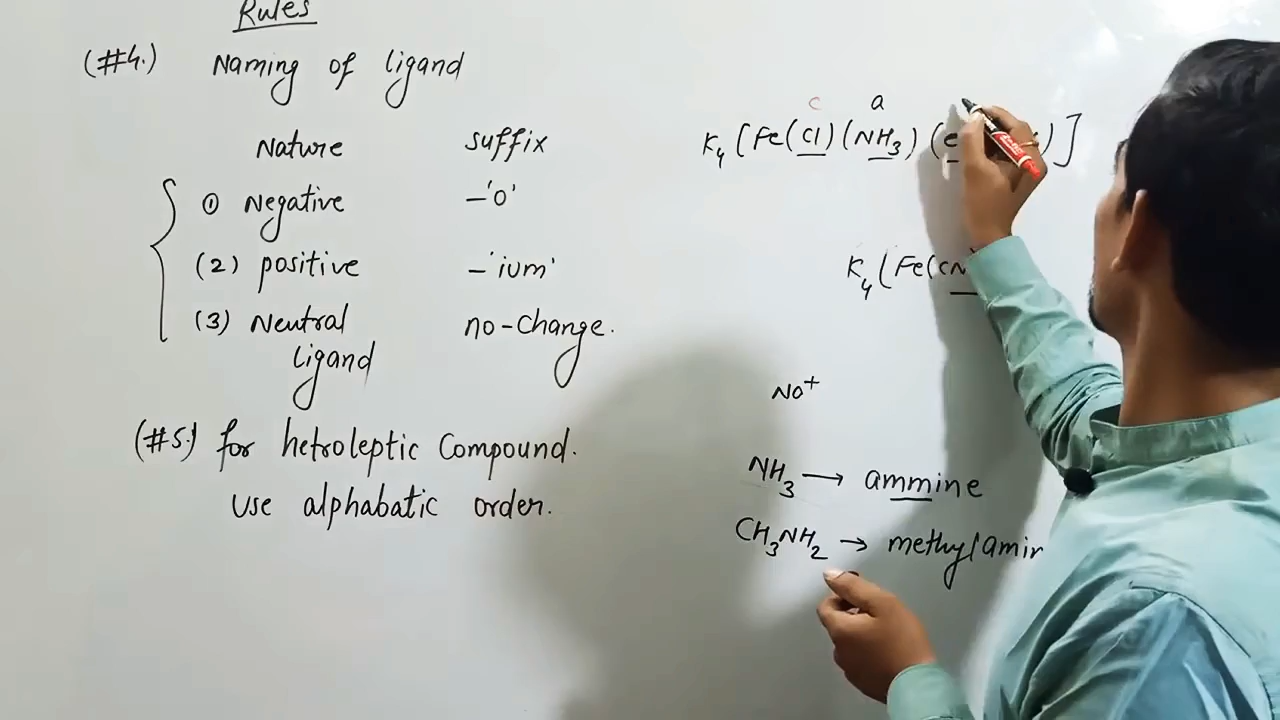 Rules
(#4.) Naming of ligand
Nature suffix
① Negative –'o'
(2) positive –'ium'
(3) Neutral no-change.
ligand
(#5.) for hetroleptic Compound.
use alphabatic order.
c a
K4[Fe(Cl)(NH3)(e )]
K4[Fe(CN
NO+
NH3 → ammine
CH3NH2 → methylamin